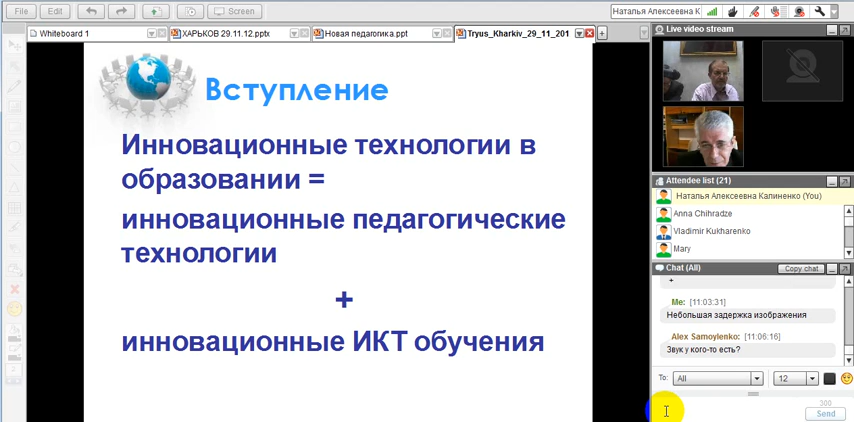 File
Edit
Screen
Наталья Алексеевна К
Whiteboard 1
ХАРЬКОВ 29.11.12.pptx
Новая педагогика.ppt
Tryus_Kharkiv_29_11_201
Вступление
Инновационные технологии в
образовании =
инновационные педагогические
технологии
+
инновационные ИКТ обучения
Live video stream
Attendee list (21)
Наталья Алексеевна Калиненко (You)
Anna Chihradze
Vladimir Kukharenko
Mary
Chat (All)
Copy chat
+
Me: [11:03:31]
Небольшая задержка изображения
Alex Samoylenko: [11:06:16]
Звук у кого-то есть?
To:
All
12
300
Send